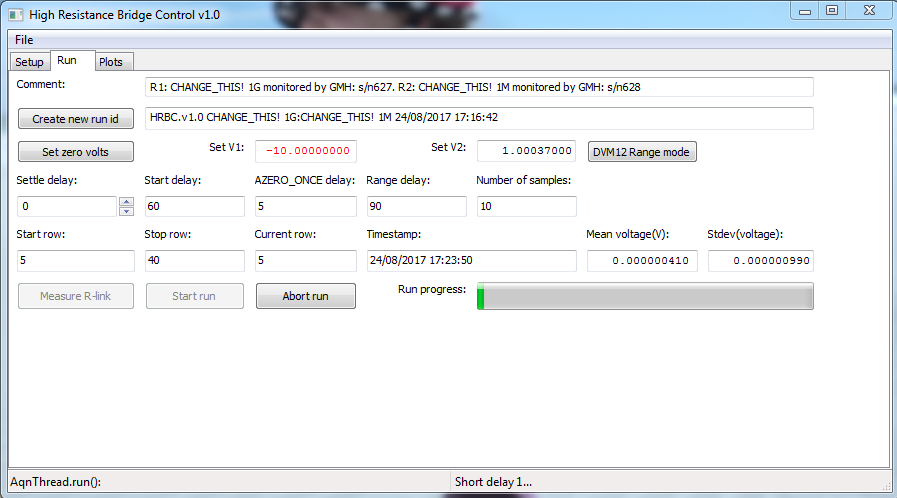 High Resistance Bridge Control v1.0
File
Setup Run Plots
Comment: R1: CHANGE_THIS! 1G monitored by GMH: s/n627. R2: CHANGE_THIS! 1M monitored by GMH: s/n628
Create new run id HRBC.v1.0 CHANGE_THIS! 1G:CHANGE_THIS! 1M 24/08/2017 17:16:42
Set zero volts Set V1: -10.00000000 Set V2: 1.00037000 DVM12 Range mode
Settle delay: Start delay: AZERO_ONCE delay: Range delay: Number of samples:
0 60 5 90 10
Start row: Stop row: Current row: Timestamp: Mean voltage(V): Stdev(voltage):
5 40 5 24/08/2017 17:23:50 0.000000410 0.000000990
Measure R-link Start run Abort run Run progress:
AqnThread.run(): Short delay 1...